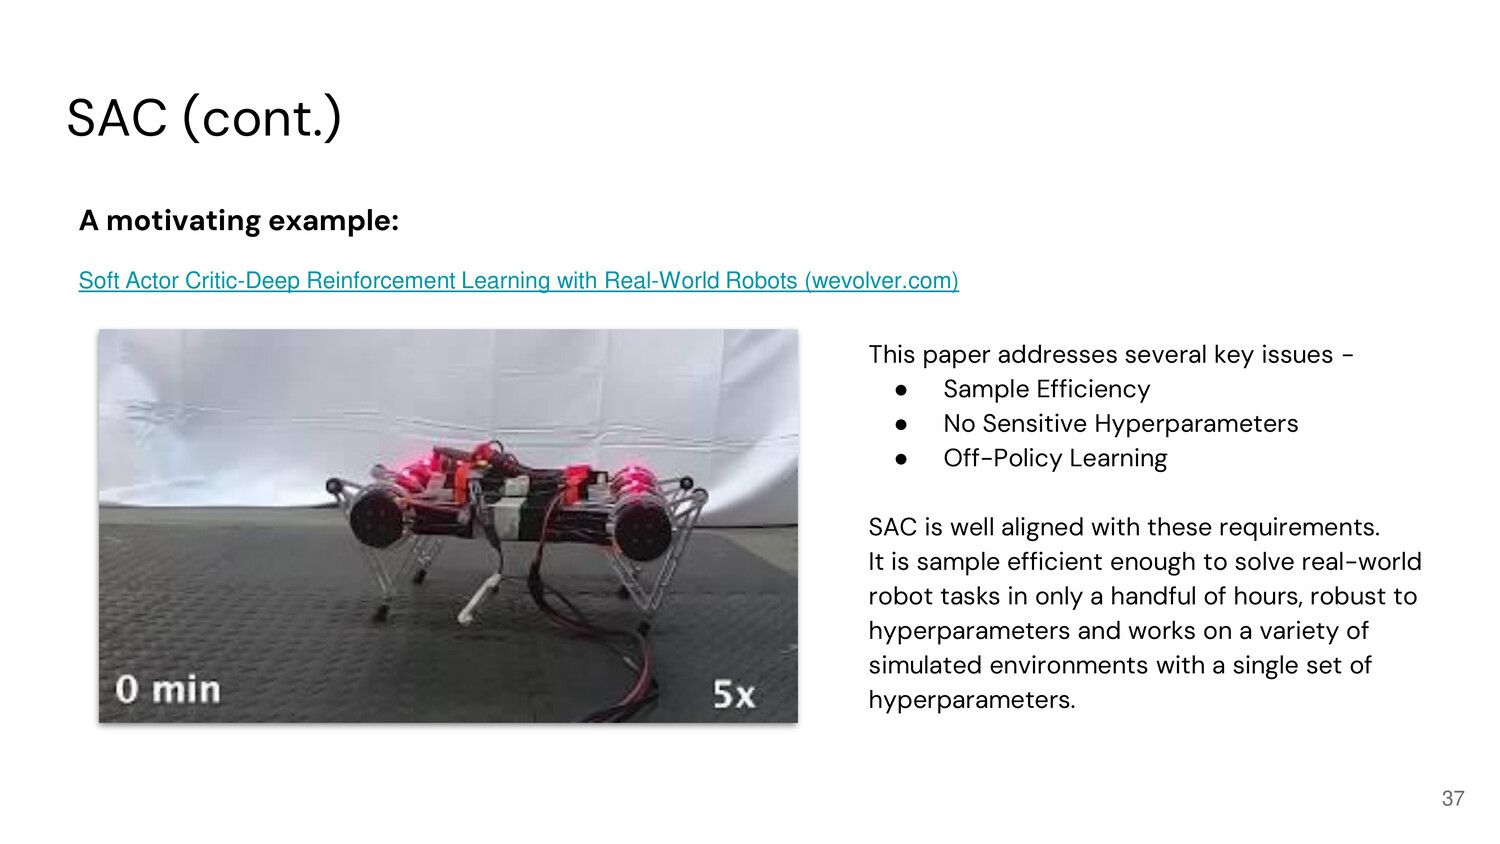 SAC (cont.)
A motivating example:
Soft Actor Critic-Deep Reinforcement Learning with Real-World Robots (wevolver.com)
0 min
5x
This paper addresses several key issues -
● Sample Efficiency
● No Sensitive Hyperparameters
● Off-Policy Learning
SAC is well aligned with these requirements.
It is sample efficient enough to solve real-world
robot tasks in only a handful of hours, robust to
hyperparameters and works on a variety of
simulated environments with a single set of
hyperparameters.
37